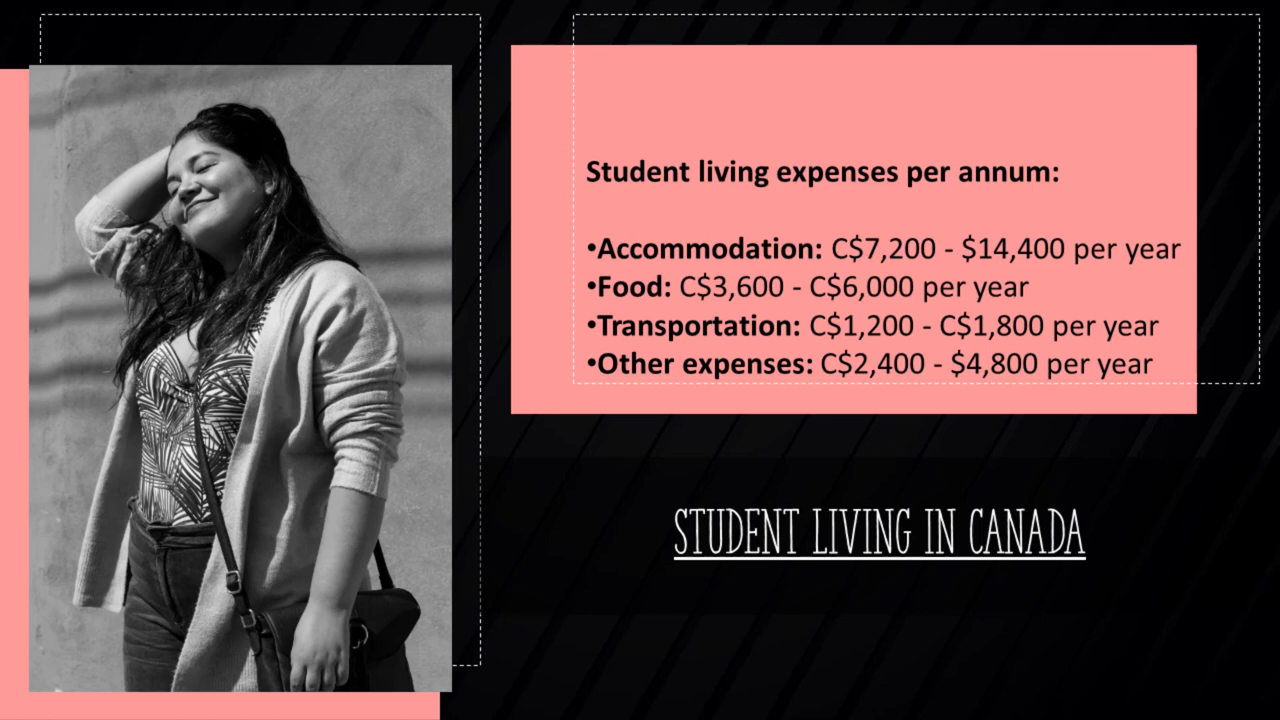 Student living expenses per annum:
•Accommodation: C$7,200 - $14,400 per year
•Food: C$3,600 - C$6,000 per year
•Transportation: C$1,200 - C$1,800 per year
•Other expenses: C$2,400 - $4,800 per year
STUDENT LIVING IN CANADA